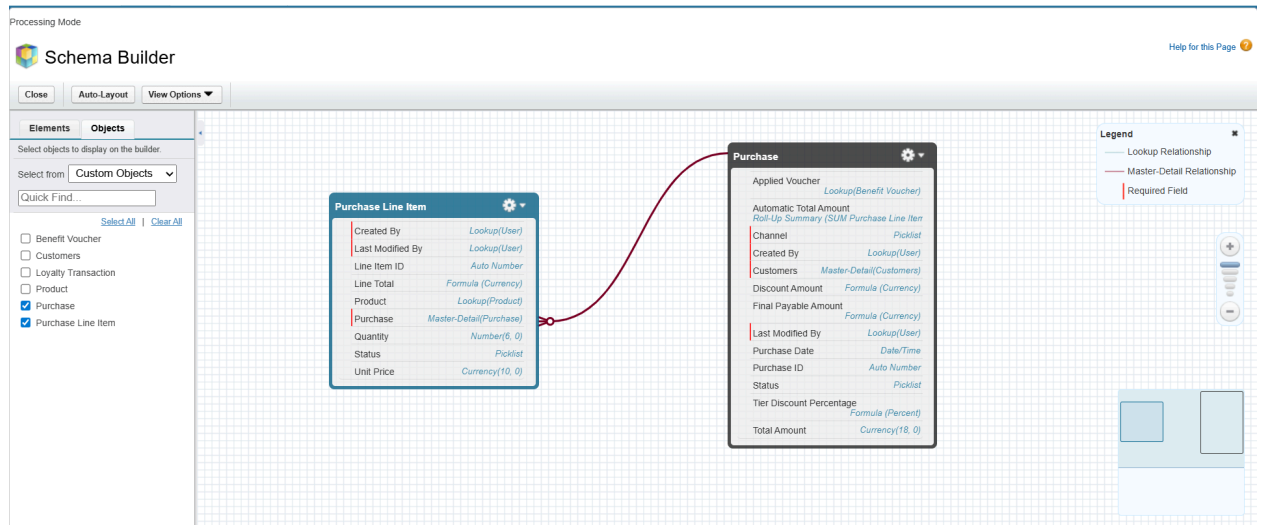 Processing Mode
Schema Builder
Help for this Page ?
Close Auto-Layout View Options
Elements Objects
Select objects to display on the builder.
Select from Custom Objects
Quick Find...
Select All | Clear All
Benefit Voucher
Customers
Loyalty Transaction
Product
Purchase
Purchase Line Item
Purchase Line Item
Created By Lookup(User)
Last Modified By Lookup(User)
Line Item ID Auto Number
Line Total Formula (Currency)
Product Lookup(Product)
Purchase Master-Detail(Purchase)
Quantity Number(6, 0)
Status Picklist
Unit Price Currency(10, 0)
Purchase
Applied Voucher
Lookup(Benefit Voucher)
Automatic Total Amount
Roll-Up Summary (SUM Purchase Line Iten
Channel Picklist
Created By Lookup(User)
Customers Master-Detail(Customers)
Discount Amount Formula (Currency)
Final Payable Amount
Formula (Currency)
Last Modified By Lookup(User)
Purchase Date Date/Time
Purchase ID Auto Number
Status Picklist
Tier Discount Percentage
Formula (Percent)
Total Amount Currency(18, 0)
Legend
Lookup Relationship
Master-Detail Relationship
Required Field